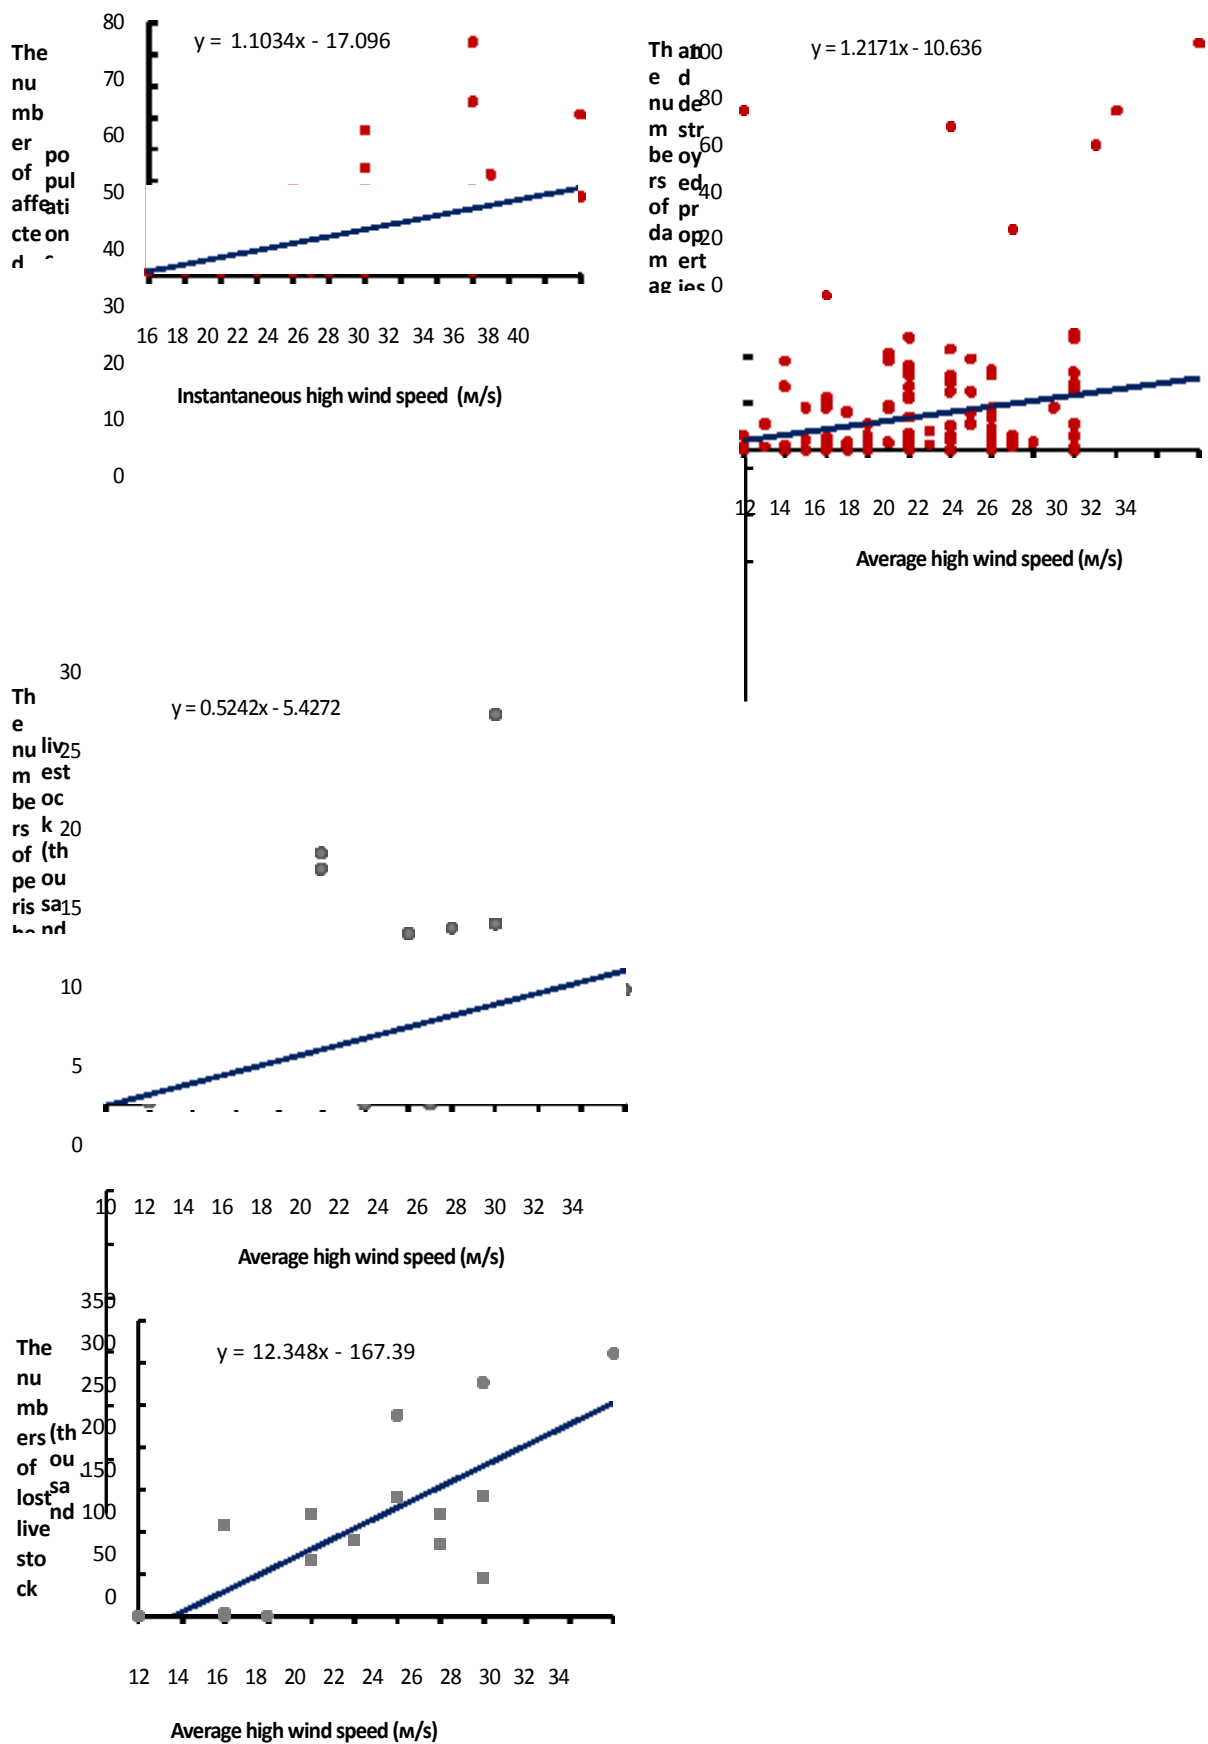 80
70
60
50
40
30
20
10
0
The
nu
mb
er
of
affe
cte
d
po
pul
ati
on
y = 1.1034x - 17.096
16 18 20 22 24 26 28 30 32 34 36 38 40
Instantaneous high wind speed (м/s)
Th
e
nu
m
be
rs
of
da
m
ag
an
d
de
str
oy
ed
pr
op
ert
ies
100
80
60
40
20
0
y = 1.2171x - 10.636
12 14 16 18 20 22 24 26 28 30 32 34
Average high wind speed (м/s)
30
25
20
15
10
5
0
Th
e
nu
m
be
rs
of
pe
ris
he
liv
est
oc
k
(th
ou
sa
nd
y = 0.5242x - 5.4272
10 12 14 16 18 20 22 24 26 28 30 32 34
Average high wind speed (м/s)
350
300
250
200
150
100
50
0
The
nu
mb
ers
of
lost
live
sto
ck
(th
ou
sa
nd
y = 12.348x - 167.39
12 14 16 18 20 22 24 26 28 30 32 34
Average high wind speed (м/s)